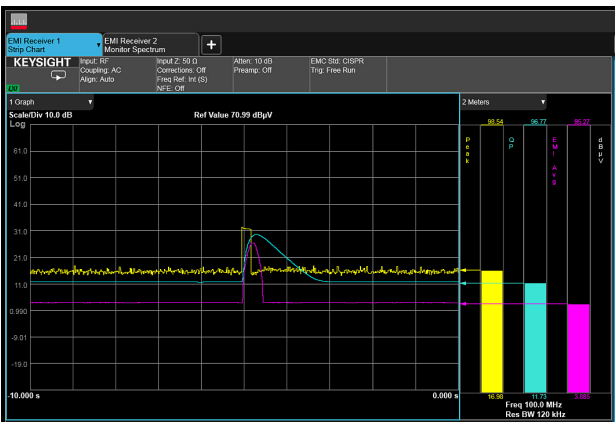 EMI Receiver 1
Strip Chart
EMI Receiver 2
Monitor Spectrum
+
KEYSIGHT
Input: RF
Coupling: AC
Align: Auto
Input Z: 50 Ω
Corrections: Off
Freq Ref: Int (S)
NFE: Off
Atten: 10 dB
Preamp: Off
EMC Std: CISPR
Trig: Free Run
1 Graph
Scale/Div 10.0 dB
Ref Value 70.99 dBµV
Log
61.0
51.0
41.0
31.0
21.0
11.0
0.990
-9.01
-19.0
-10.000 s
0.000 s
2 Meters
93.54
96.77
95.27
Peak
QP
EMI Avg
dBµV
16.98
11.73
3.885
Freq 100.0 MHz
Res BW 120 kHz